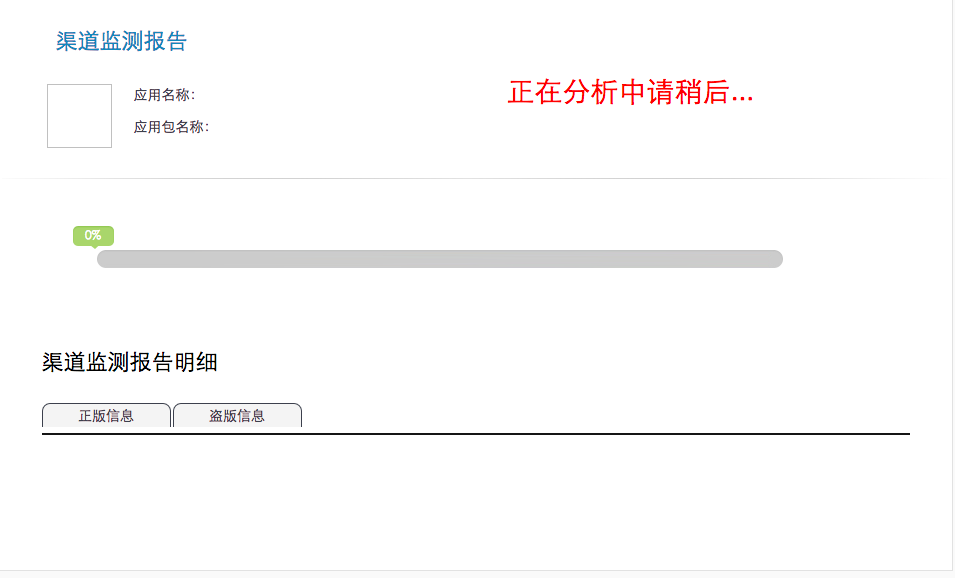 渠道监测报告
应用名称：
正在分析中请稍后...
应用包名称：
0%
渠道监测报告明细
正版信息 盗版信息